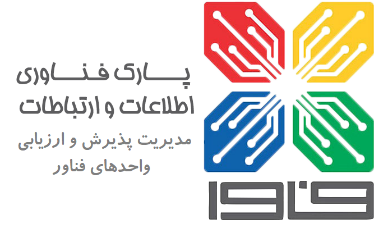 پارک فناوری
اطلاعات و ارتباطات
مدیریت پذیرش و ارزیابی
واحدهای فناور
فناوا